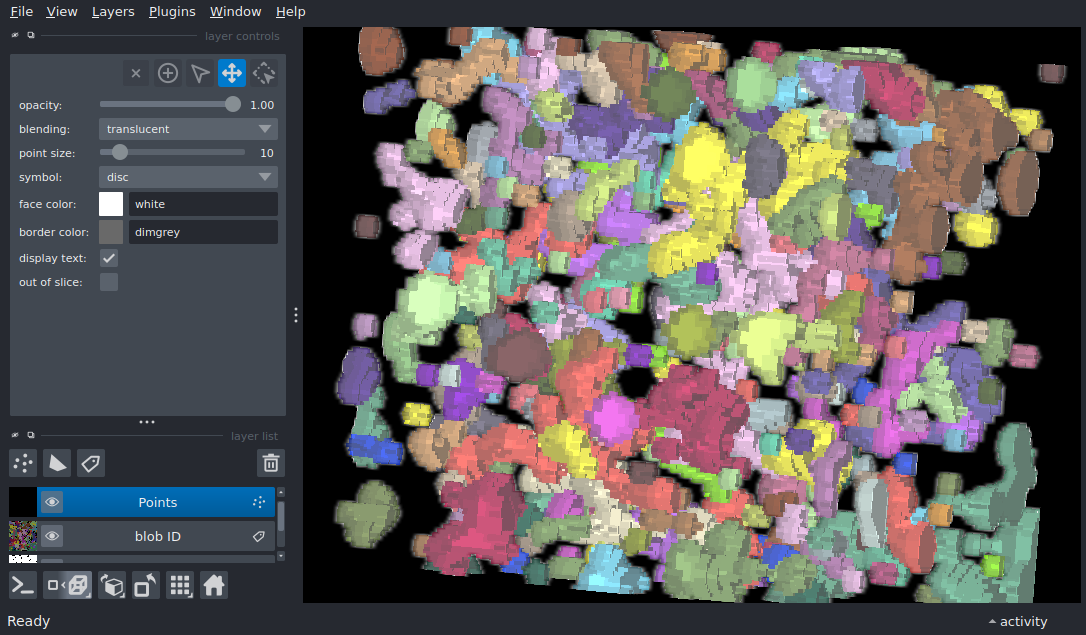 File View Layers Plugins Window Help
layer controls
opacity: 1.00
blending: translucent
point size: 10
symbol: disc
face color: white
border color: dimgrey
display text:
out of slice:
layer list
Points
blob ID
Ready
activity